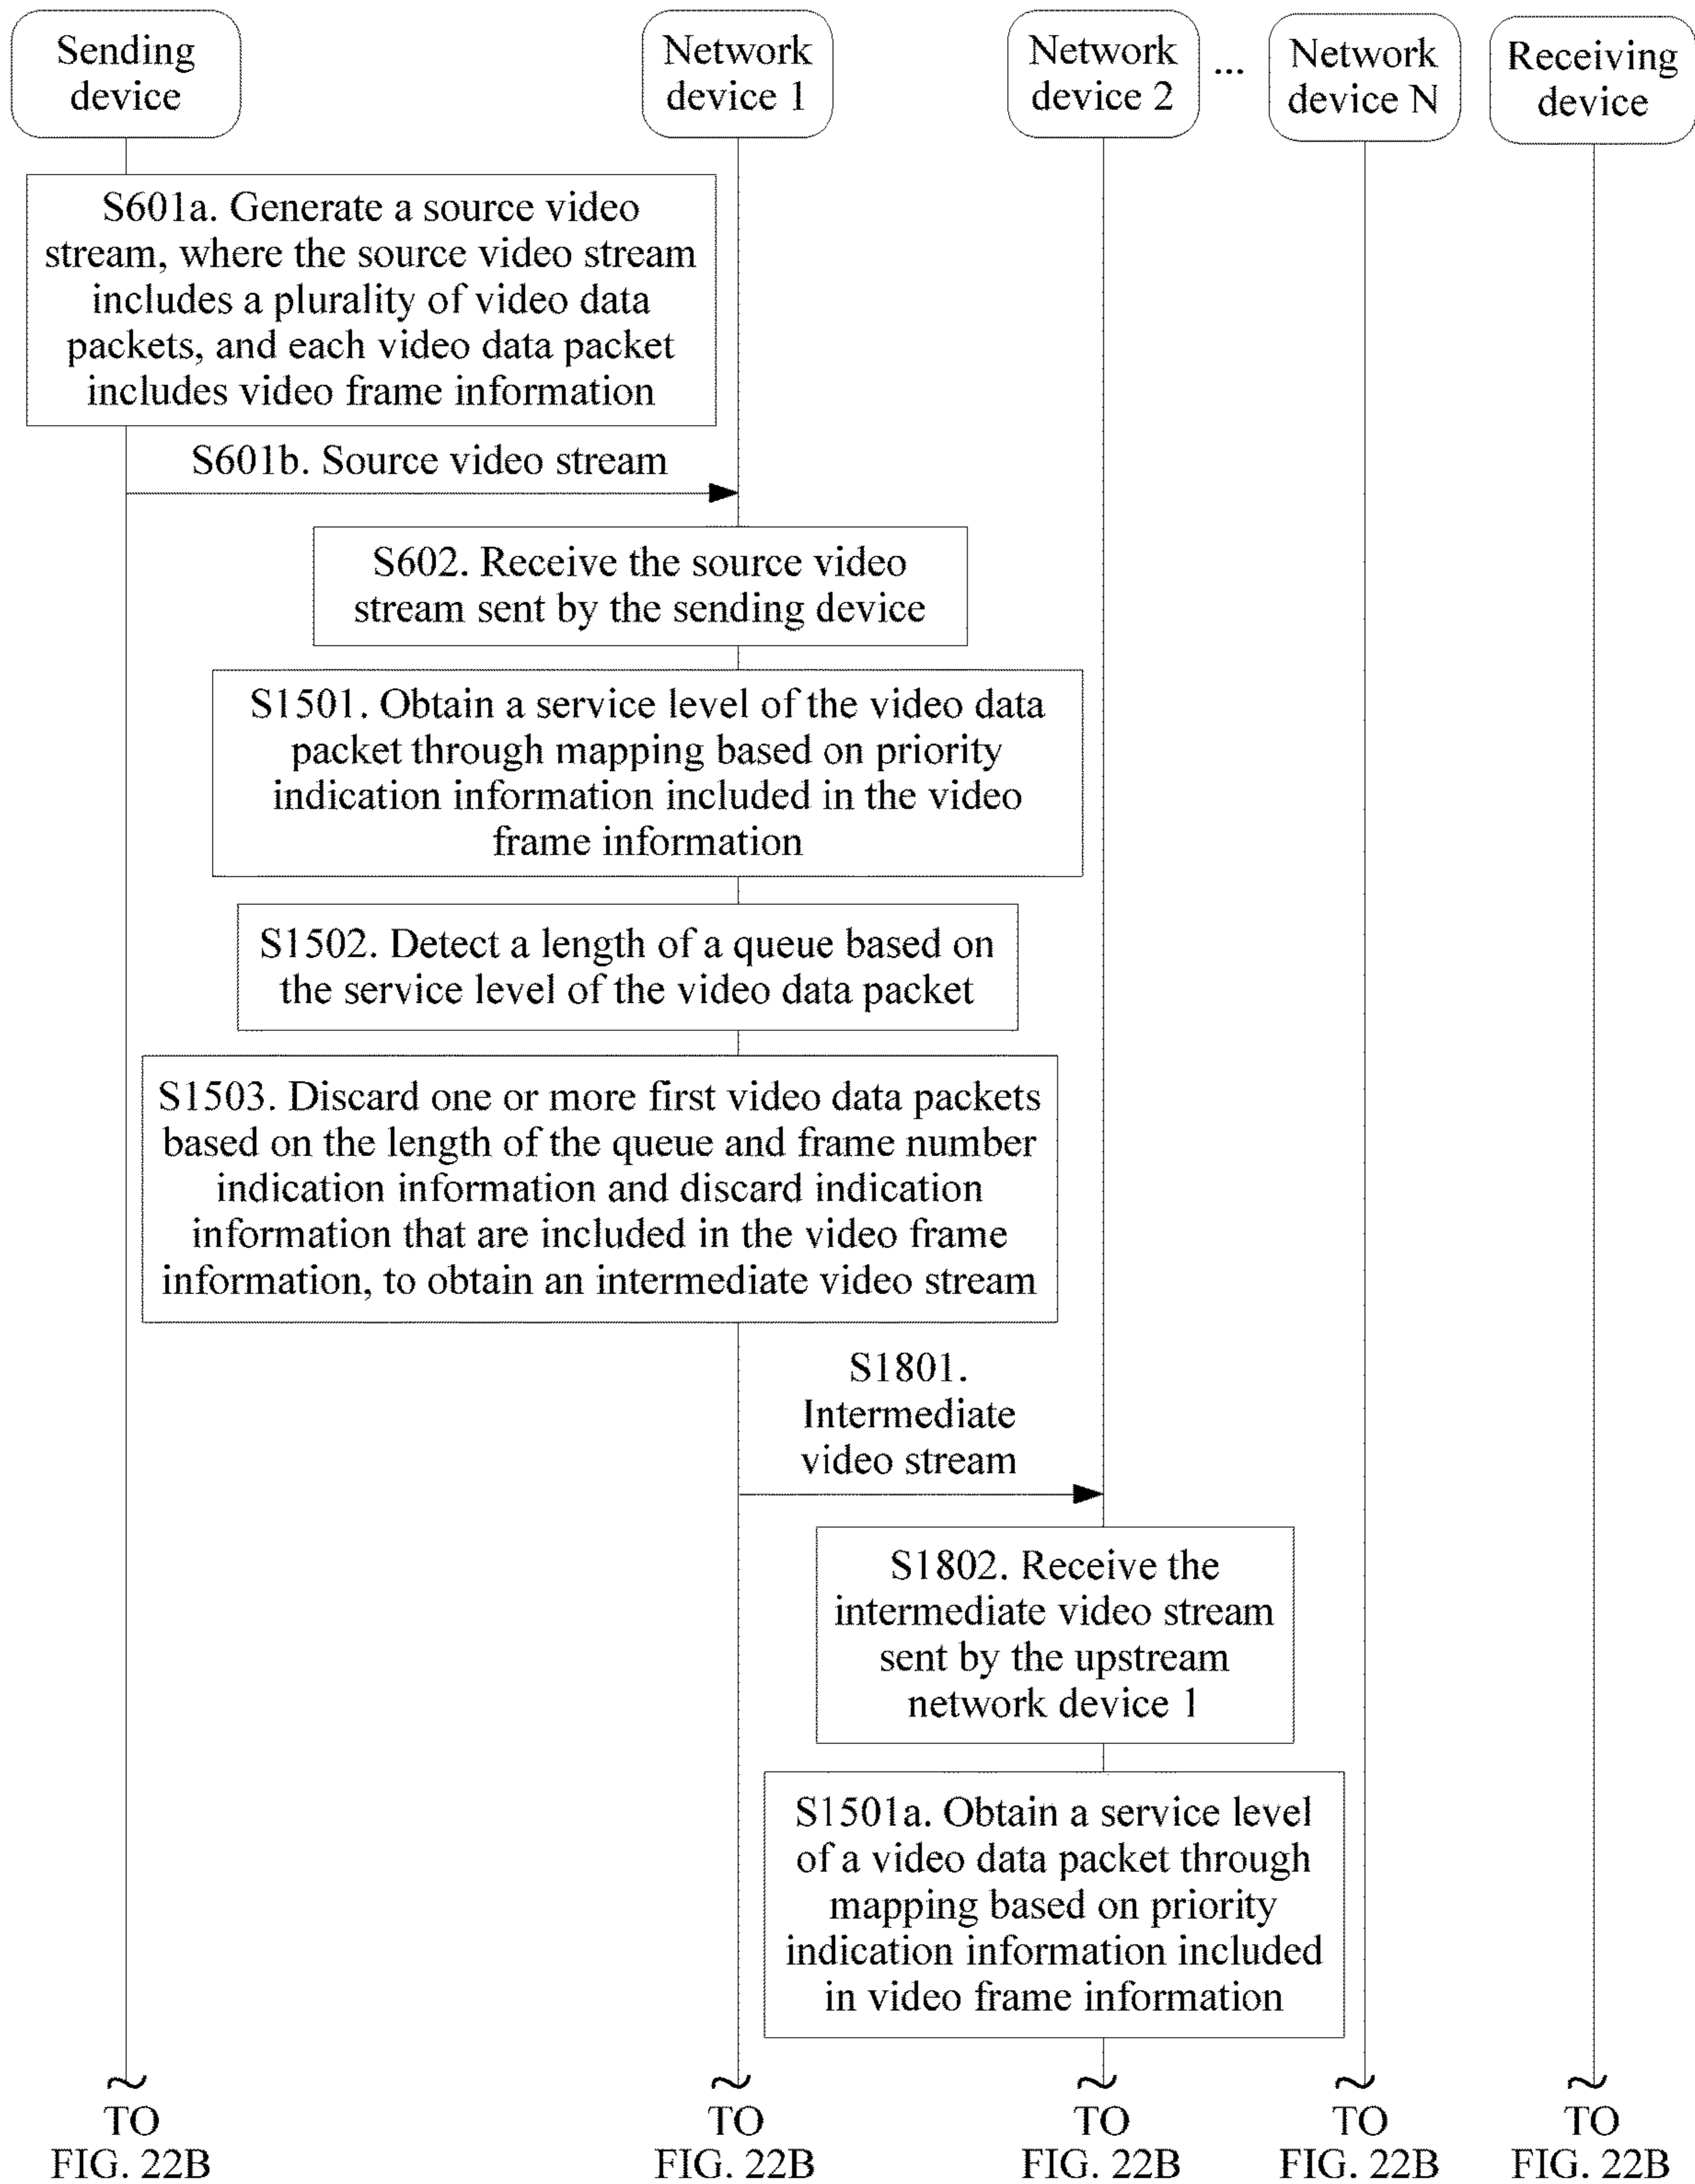 Sending
device
Network
device 1
Network
device 2
...
Network
device N
Receiving
device
S601a. Generate a source video
stream, where the source video stream
includes a plurality of video data
packets, and each video data packet
includes video frame information
S601b. Source video stream
S602. Receive the source video
stream sent by the sending device
S1501. Obtain a service level of the video data
packet through mapping based on priority
indication information included in the video
frame information
S1502. Detect a length of a queue based on
the service level of the video data packet
S1503. Discard one or more first video data packets
based on the length of the queue and frame number
indication information and discard indication
information that are included in the video frame
information, to obtain an intermediate video stream
S1801.
Intermediate
video stream
S1802. Receive the
intermediate video stream
sent by the upstream
network device 1
S1501a. Obtain a service level
of a video data packet through
mapping based on priority
indication information included
in video frame information
TO
FIG. 22B
TO
FIG. 22B
TO
FIG. 22B
TO
FIG. 22B
TO
FIG. 22B